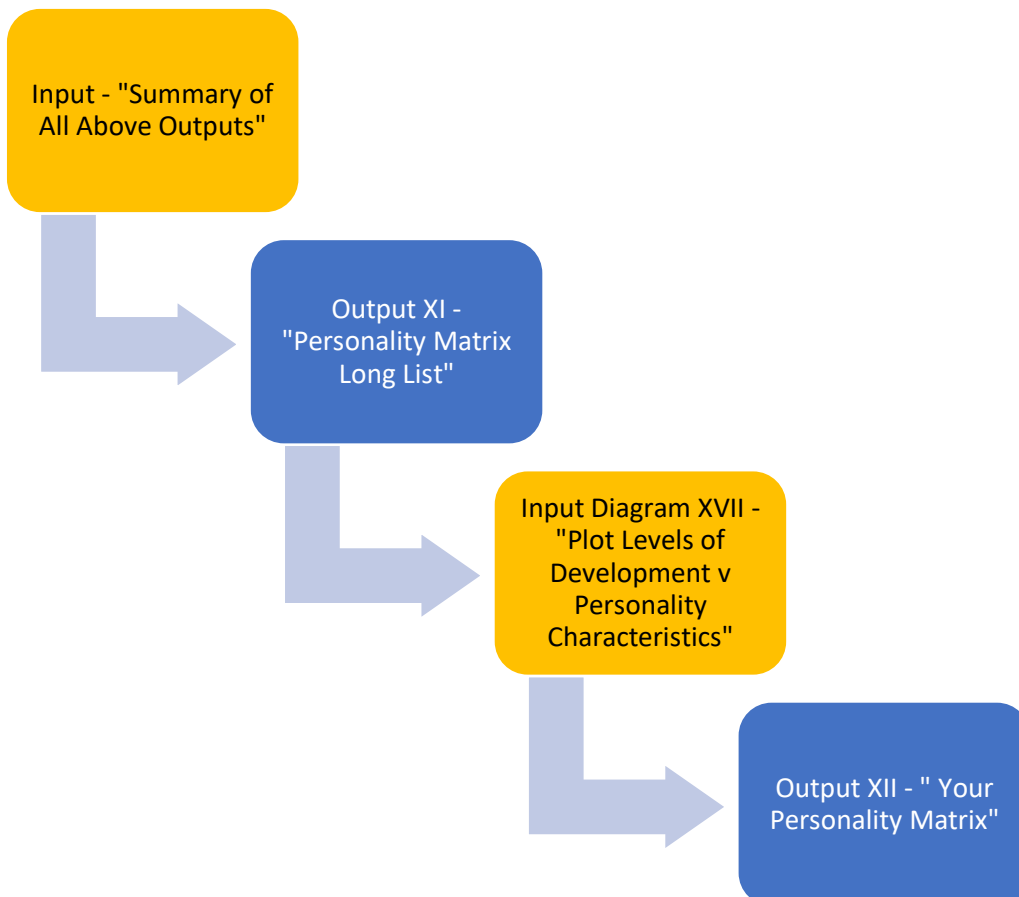 Input - "Summary of
All Above Outputs"
Output XI -
"Personality Matrix
Long List"
Input Diagram XVII -
"Plot Levels of
Development v
Personality
Characteristics"
Output XII - " Your
Personality Matrix"